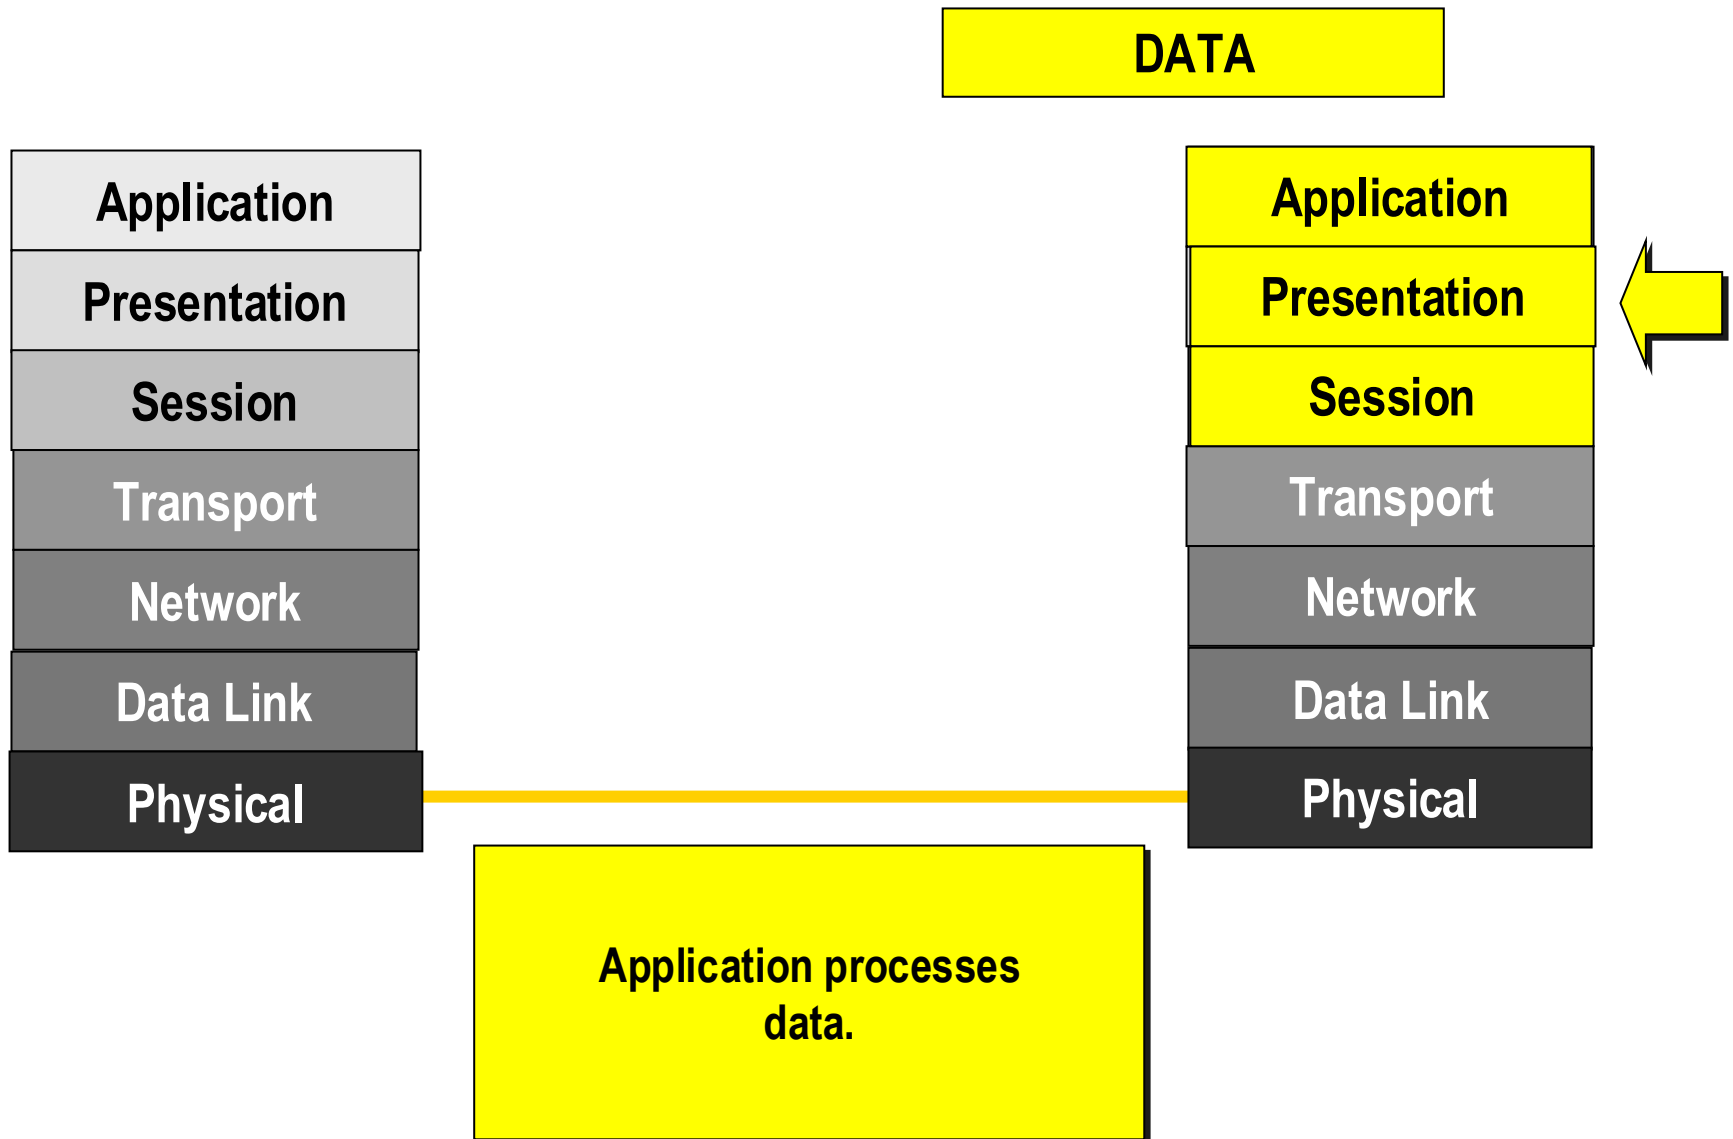 DATA
Application
Presentation
Session
Transport
Network
Data Link
Physical
Application
Presentation
Session
Transport
Network
Data Link
Physical
Application processes
data.